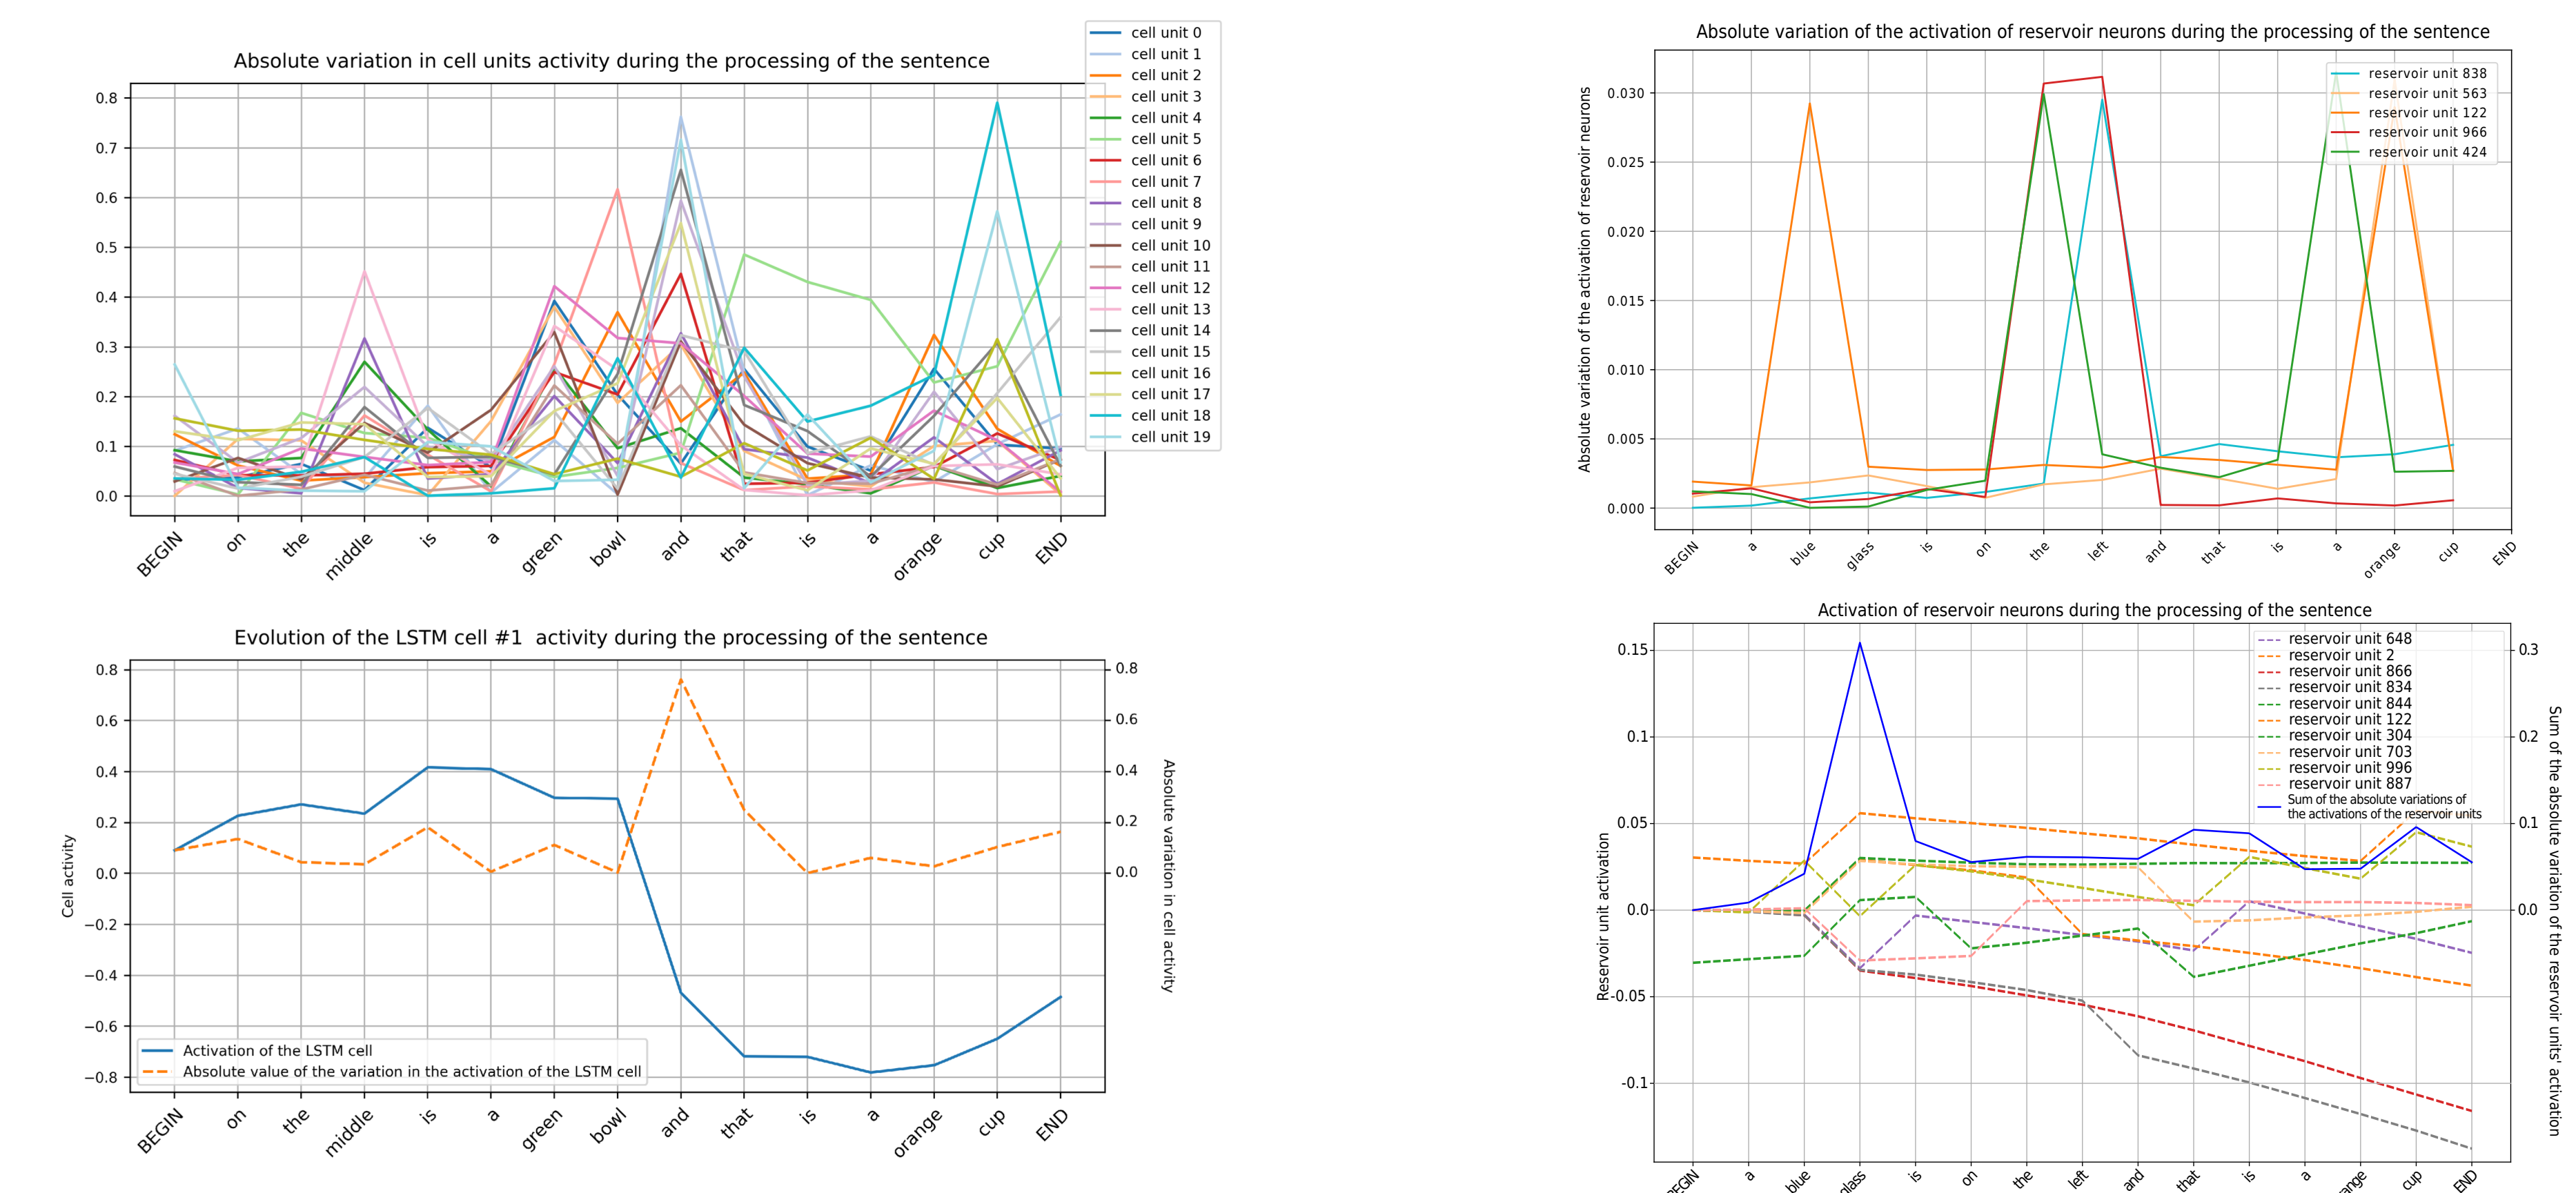 Absolute variation in cell units activity during the processing of the sentence
0.8
0.7
0.6
0.5
0.4
0.3
0.2
0.1
0.0
BEGIN
on
the
middle
is
a
green
bowl
and
that
is
a
orange
cup
END
cell unit 0
cell unit 1
cell unit 2
cell unit 3
cell unit 4
cell unit 5
cell unit 6
cell unit 7
cell unit 8
cell unit 9
cell unit 10
cell unit 11
cell unit 12
cell unit 13
cell unit 14
cell unit 15
cell unit 16
cell unit 17
cell unit 18
cell unit 19
Absolute variation of the activation of reservoir neurons during the processing of the sentence
Absolute variation of the activation of reservoir neurons
0.030
0.025
0.020
0.015
0.010
0.005
0.000
BEGIN
a
blue
glass
is
on
the
left
and
that
is
a
orange
cup
END
reservoir unit 838
reservoir unit 563
reservoir unit 122
reservoir unit 966
reservoir unit 424
Evolution of the LSTM cell #1 activity during the processing of the sentence
Cell activity
0.8
0.6
0.4
0.2
0.0
−0.2
−0.4
−0.6
−0.8
0.8
0.6
0.4
0.2
0.0
Absolute variation in cell activity
Activation of the LSTM cell
Absolute value of the variation in the activation of the LSTM cell
BEGIN
on
the
middle
is
a
green
bowl
and
that
is
a
orange
cup
END
Activation of reservoir neurons during the processing of the sentence
Reservoir unit activation
0.15
0.1
0.05
0.0
-0.05
-0.1
0.3
0.2
0.1
0.0
Sum of the absolute variation of the reservoir units' activation
reservoir unit 648
reservoir unit 2
reservoir unit 866
reservoir unit 834
reservoir unit 844
reservoir unit 122
reservoir unit 304
reservoir unit 703
reservoir unit 996
reservoir unit 887
Sum of the absolute variations of
the activations of the reservoir units
a
blue
is
on
the
left
and
that
is
a
cup
END